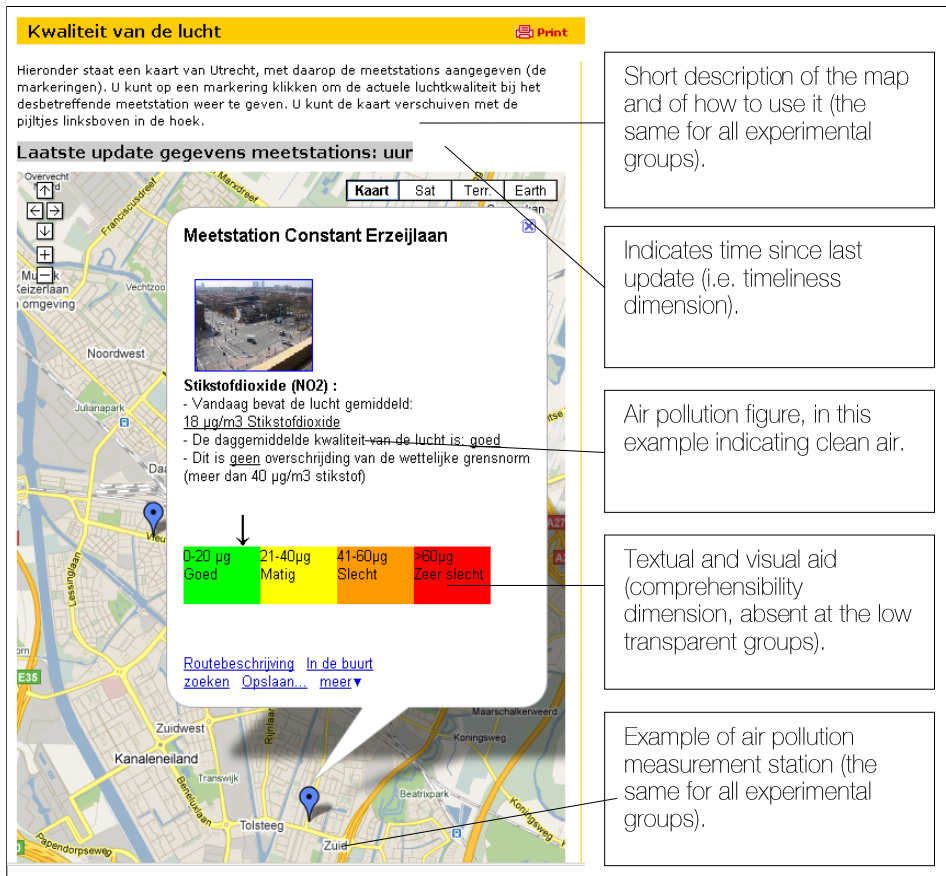 Kwaliteit van de lucht
Print
Hieronder staat een kaart van Utrecht, met daarop de meetstations aangegeven (de
markeringen). U kunt op een markering klikken om de actuele luchtkwaliteit bij het
desbetreffende meetstation weer te geven. U kunt de kaart verschuiven met de
pijltjes linksboven in de hoek.
Laatste update gegevens meetstations: uur
Overvecht
Marxdreef
Franciscusdreef
Kaart Sat Terr. Earth
Keizerlaan
omgeving
Vechtzoo
Noordwest
Julianapark
Lessinglaan
E35
A27
Meetstation Constant Erzeijlaan
Stikstofdioxide (NO2) :
- Vandaag bevat de lucht gemiddeld:
18 µg/m3 Stikstofdioxide
- De daggemiddelde kwaliteit van de lucht is: goed
- Dit is geen overschrijding van de wettelijke grensnorm
(meer dan 40 µg/m3 stikstof)
0-20 µg 21-40µg 41-60µg >60µg
Goed Matig Slecht Zeer slecht
Routebeschrijving In de buurt
zoeken Opslaan... meer▾
Maarschalkerweerd
Koningsweg
Zuidwest
Kanaleneiland
Rijnlaan
Transwijk
Beneluxlaan
Beatrixpark
Tolsteeg
Zuid
Koningsweg
Papendorpseweg
Short description of the map
and of how to use it (the
same for all experimental
groups).
Indicates time since last
update (i.e. timeliness
dimension).
Air pollution figure, in this
example indicating clean air.
Textual and visual aid
(comprehensibility
dimension, absent at the low
transparent groups).
Example of air pollution
measurement station (the
same for all experimental
groups).